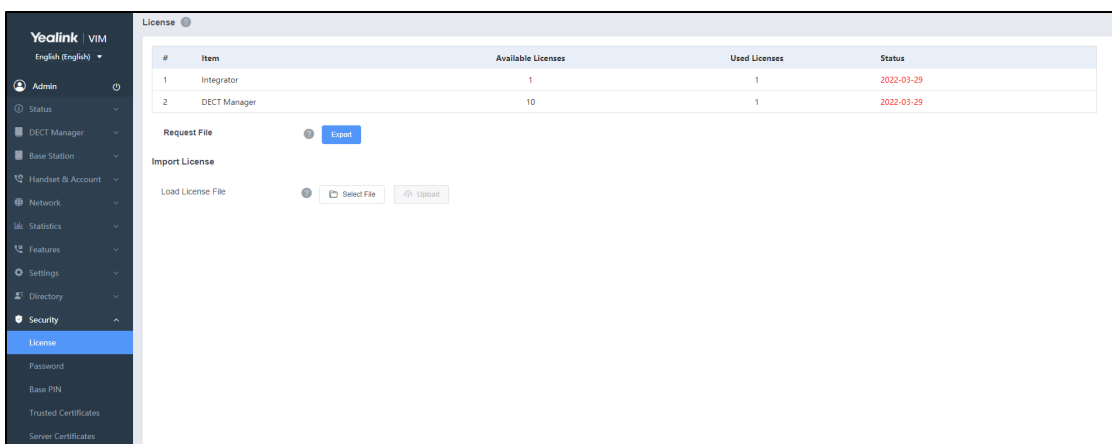 Yealink | VIM
English (English)
Admin
Status
DECT Manager
Base Station
Handset & Account
Network
Statistics
Features
Settings
Directory
Security
License
Password
Base PIN
Trusted Certificates
Server Certificates
License ?
# Item Available Licenses Used Licenses Status
1 Integrator 1 1 2022-03-29
2 DECT Manager 10 1 2022-03-29
Request File ? Export
Import License
Load License File ? Select File Upload